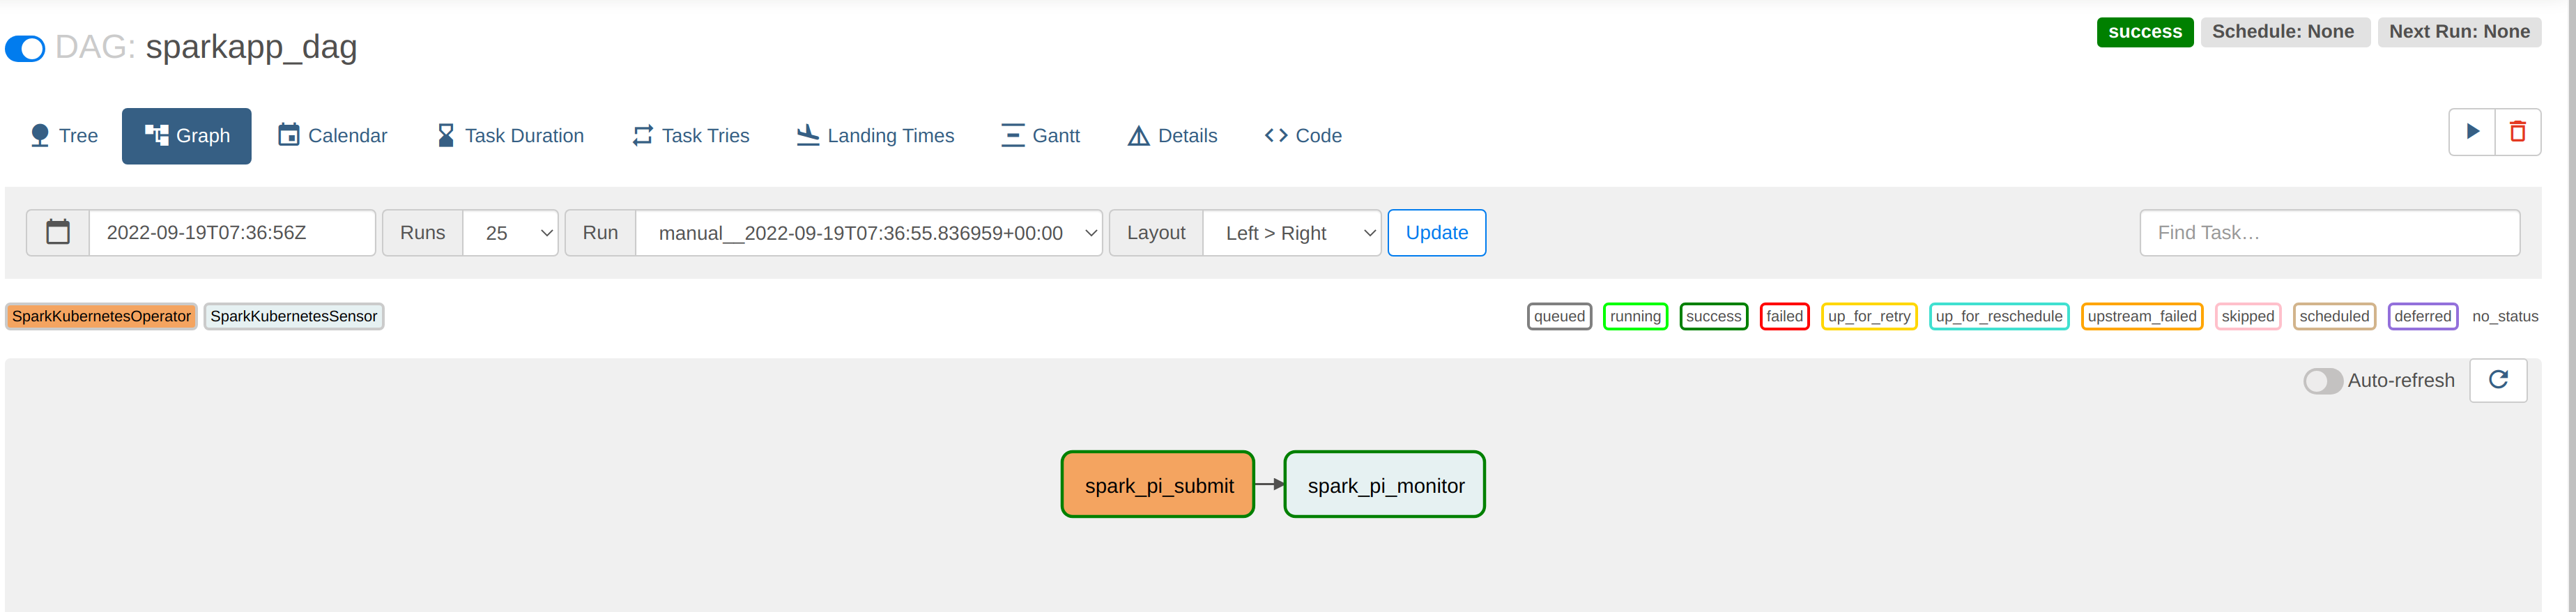 DAG: sparkapp_dag
success Schedule: None Next Run: None
Tree Graph Calendar Task Duration Task Tries Landing Times Gantt Details Code
2022-09-19T07:36:56Z Runs 25 Run manual__2022-09-19T07:36:55.836959+00:00 Layout Left > Right Update Find Task…
SparkKubernetesOperator SparkKubernetesSensor queued running success failed up_for_retry up_for_reschedule upstream_failed skipped scheduled deferred no_status
Auto-refresh
spark_pi_submit spark_pi_monitor